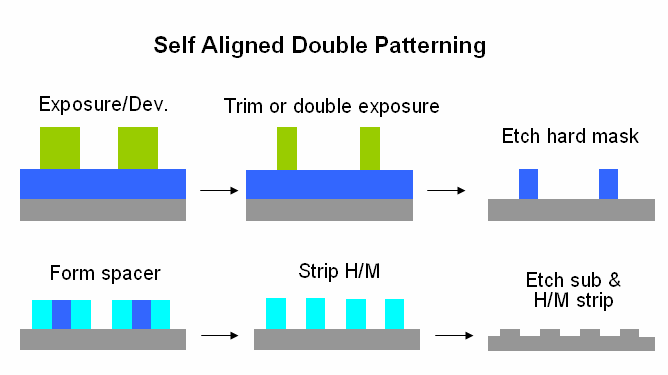 Self Aligned Double Patterning
Exposure/Dev.
Trim or double exposure
Etch hard mask
Form spacer
Strip H/M
Etch sub &
H/M strip